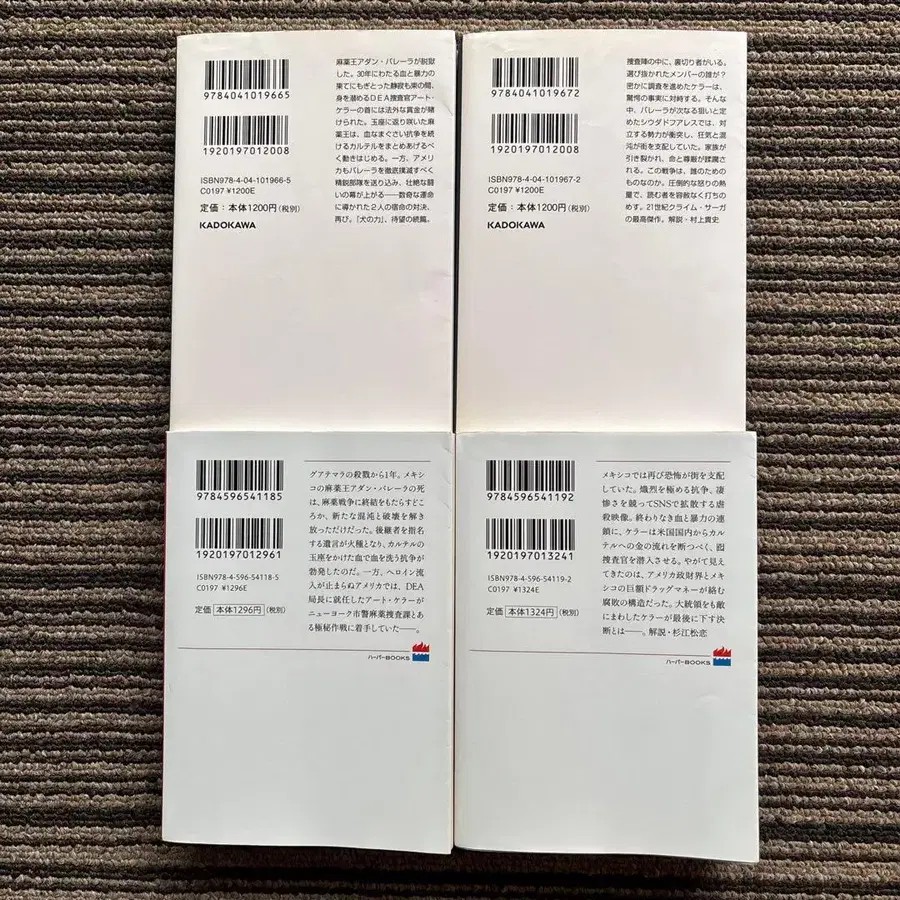 9784041019665
1920197012008
ISBN978-4-04-101966-5
C0197 ¥1200E
定価：本体1200円(税別)
KADOKAWA
麻薬王アダン・バレーラが脱獄
した。30年にわたる血と暴力の
果てにもぎとった静寂も束の間、
身を潜めるDEA捜査官アート・
ケラーの首には法外な賞金が賭
けられた。玉座に返り咲いた麻
薬王は、血なまぐさい抗争を続
けるカルテルをまとめあげるべ
く動きはじめる。一方、アメリ
カもバレーラを徹底撲滅すべく
精鋭部隊を送り込み、壮絶な闘
いの幕が上がる──数奇な運命
に導かれた2人の宿命の対決、
再び。『犬の力』、待望の続篇。
9784041019672
1920197012008
ISBN978-4-04-101967-2
C0197 ¥1200E
定価：本体1200円(税別)
KADOKAWA
捜査陣の中に、裏切り者がいる。
選び抜かれたメンバーの誰が？
密かに調査を進めたケラーは、
驚愕の事実に対峙する。そんな
中、バレーラが次なる狙いと定
めたシウダドフアレスでは、対
立する勢力が衝突し、狂気と混
沌が街を支配していた。家族が
引き裂かれ、命と尊厳が蹂躙さ
れる。この戦争は、誰のための
ものなのか。圧倒的な怒りの熱
量で、読む者を容赦なく打ちの
めす。21世紀クライム・サーガ
の最高傑作。解説・村上貴史
9784596541185
1920197012961
ISBN978-4-596-54118-5
C0197 ¥1296E
定価 本体1296円(税別)
グアテマラの殺戮から1年。メキシ
コの麻薬王アダン・バレーラの死
は、麻薬戦争に終結をもたらすどこ
ろか、新たな混沌と破壊を解き
放っただけだった。後継者を指名
する遺言が火種となり、カルテルの
玉座をかけた血で血を洗う抗争が
勃発したのだ。一方、ヘロイン流
入が止まらぬアメリカでは、DEA
局長に就任したアート・ケラーが
ニューヨーク市警麻薬捜査課とあ
る極秘作戦に着手していた──。
ハーパーBOOKS
9784596541192
1920197013241
ISBN978-4-596-54119-2
C0197 ¥1324E
定価 本体1324円(税別)
メキシコでは再び恐怖が街を支配
していた。熾烈を極める抗争、凄
惨さを競ってSNSで拡散する虐
殺映像。終わりなき血と暴力の連
鎖に、ケラーは米国国内からカル
テルへの金の流れを断つべく、囮
捜査官を潜入させる。やがて見え
てきたのは、アメリカ政財界とメキ
シコの巨額ドラッグマネーが絡む
腐敗の構造だった。大統領をも敵
にまわしたケラーが最後に下す決
断とは──。解説・杉江松恋
ハーパーBOOKS